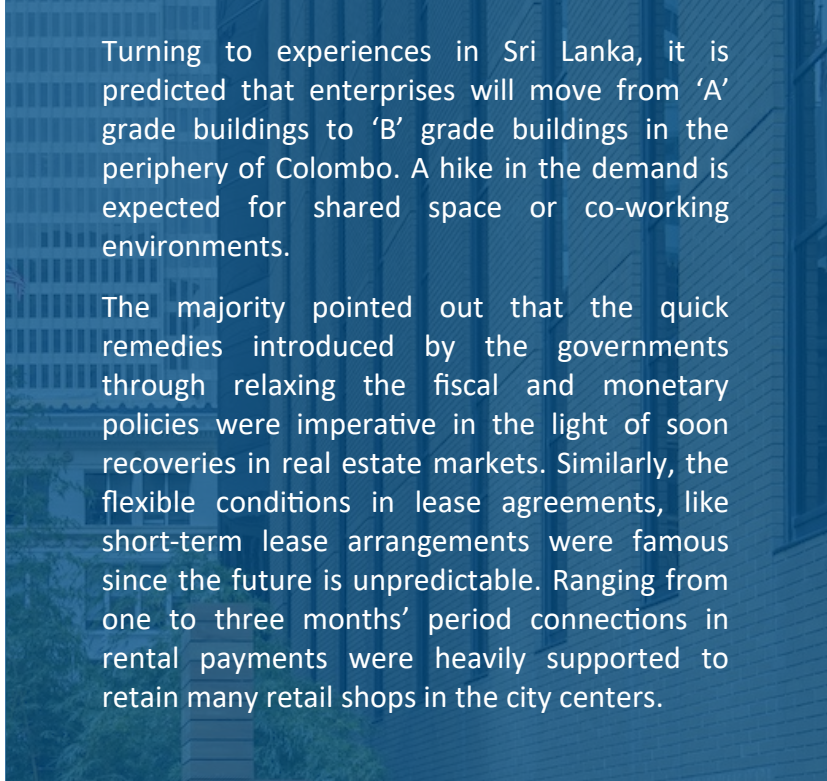 Turning to experiences in Sri Lanka, it is
predicted that enterprises will move from ‘A’
grade buildings to ‘B’ grade buildings in the
periphery of Colombo. A hike in the demand is
expected for shared space or co-working
environments.
The majority pointed out that the quick
remedies introduced by the governments
through relaxing the fiscal and monetary
policies were imperative in the light of soon
recoveries in real estate markets. Similarly, the
flexible conditions in lease agreements, like
short-term lease arrangements were famous
since the future is unpredictable. Ranging from
one to three months’ period connections in
rental payments were heavily supported to
retain many retail shops in the city centers.